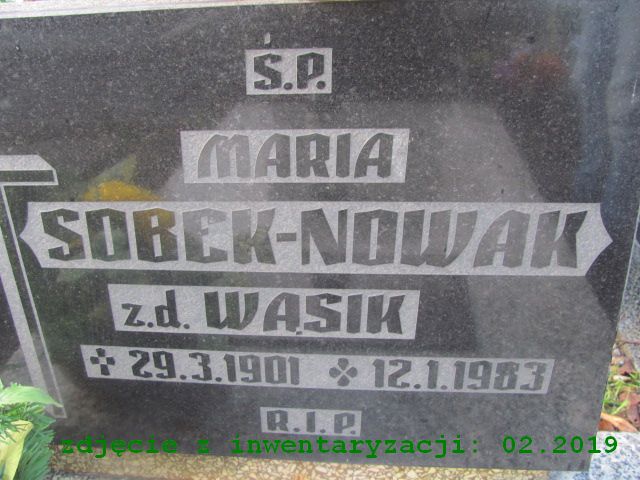 Ś.P.
MARIA
SOBEK-NOWAK
z.d. WĄSIK
29.3.1901 12.1.1983
R.I.P.
zdjęcie z inwentaryzacji: 02.2019